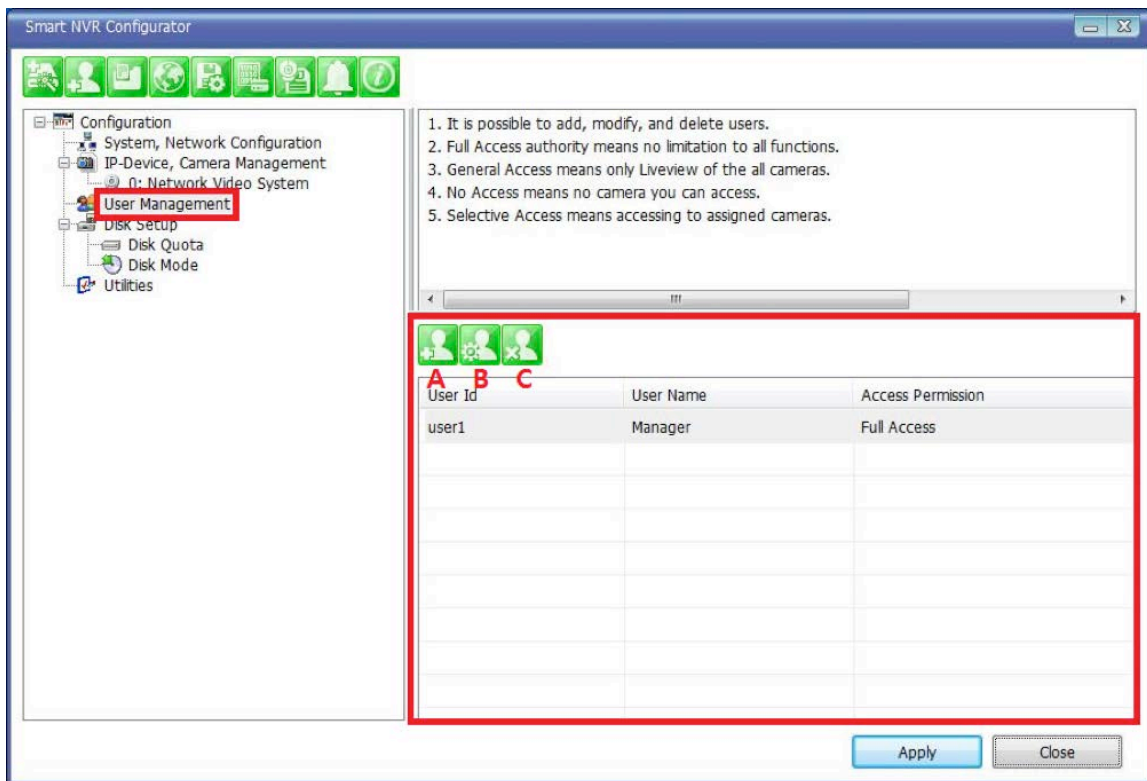 Smart NVR Configurator
Configuration
System, Network Configuration
IP-Device, Camera Management
0: Network Video System
User Management
Disk Setup
Disk Quota
Disk Mode
Utilities
1. It is possible to add, modify, and delete users.
2. Full Access authority means no limitation to all functions.
3. General Access means only Liveview of the all cameras.
4. No Access means no camera you can access.
5. Selective Access means accessing to assigned cameras.
A B C
User Id User Name Access Permission
user1 Manager Full Access
Apply Close